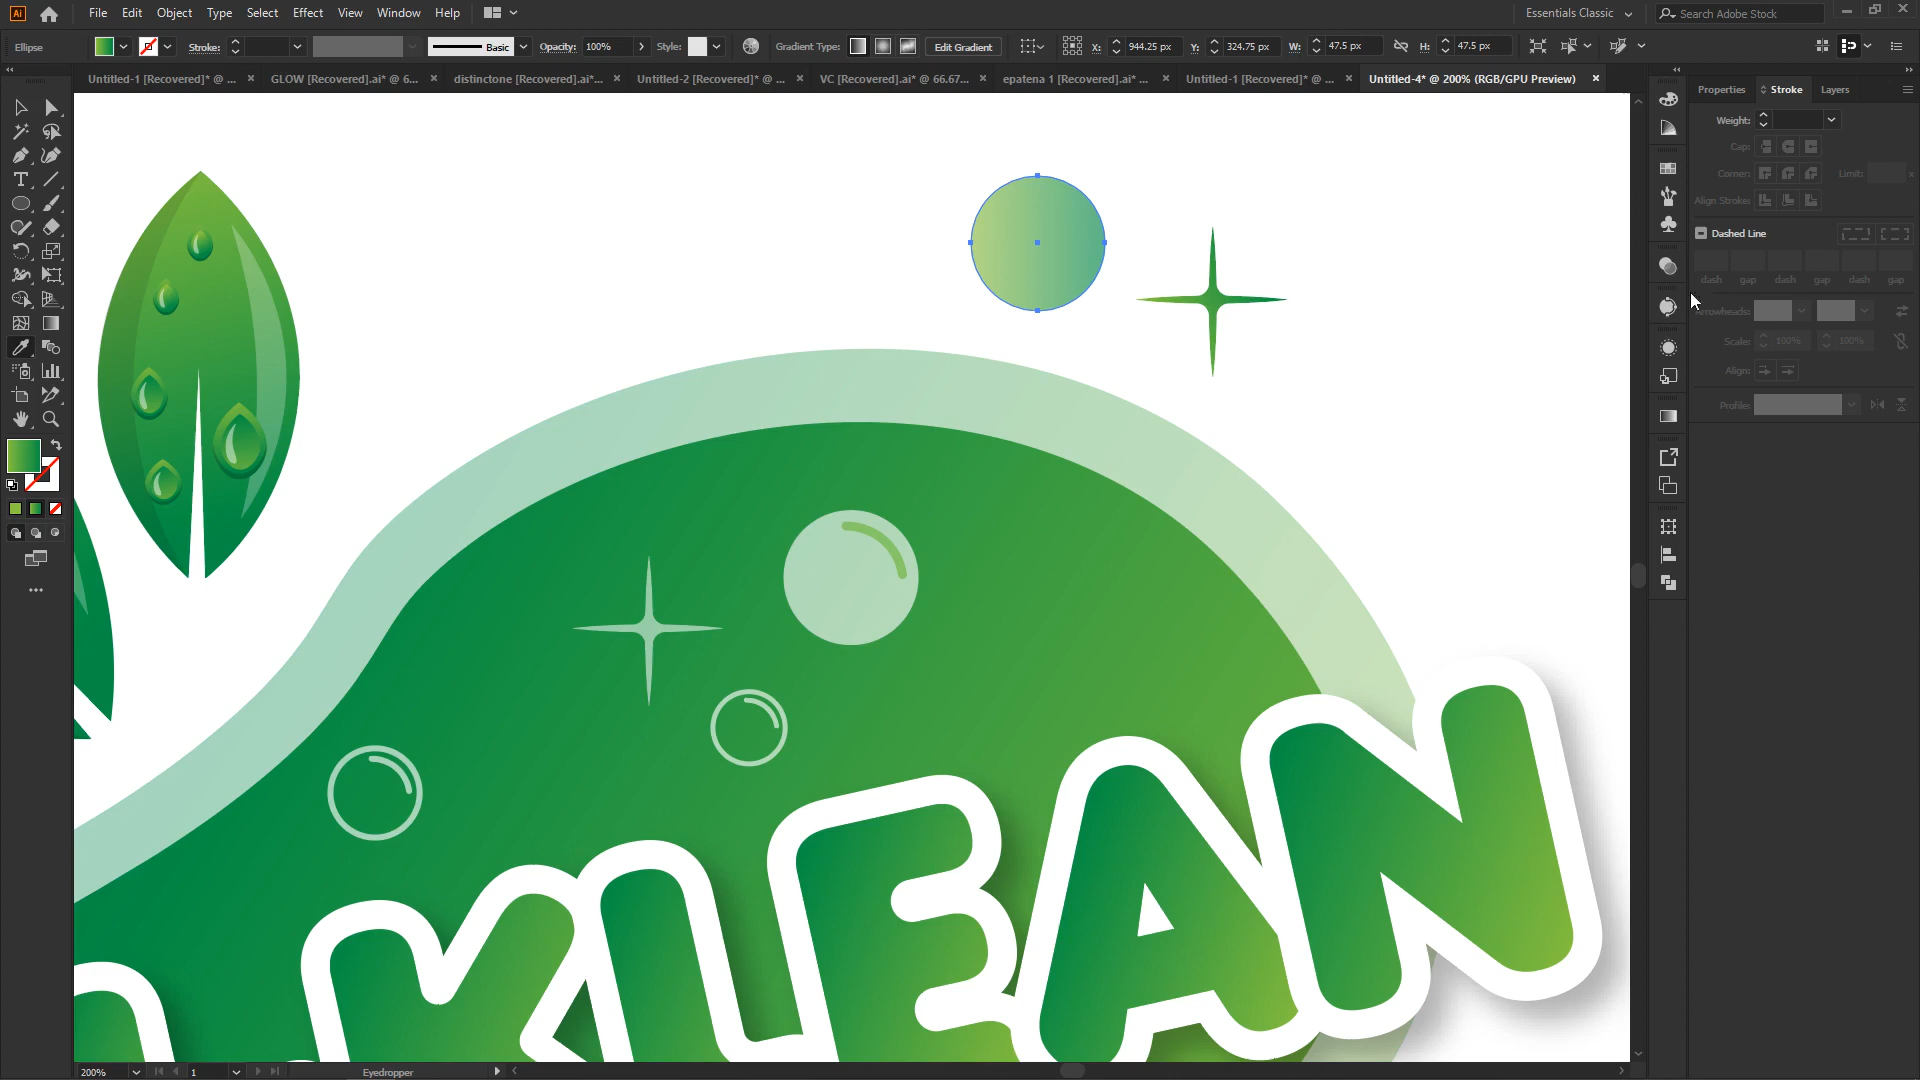 Ai File Edit Object Type Select Effect View Window Help Essentials Classic Search Adobe Stock
Ellipse Stroke: Basic Opacity: 100% Style: Gradient Type: Edit Gradient X: 944.25 px Y: 324.75 px W: 47.5 px H: 47.5 px
Untitled-1 [Recovered]* @ ... × GLOW [Recovered].ai* @ 6... × distinctone [Recovered].ai*... × Untitled-2 [Recovered]* @ ... × VC [Recovered].ai* @ 66.67... × epatena 1 [Recovered].ai* ... × Untitled-1 [Recovered]* @ ... × Untitled-4* @ 200% (RGB/GPU Preview) ×
Properties Stroke Layers
Weight:
Cap:
Corner: Limit: x
Align Stroke:
Dashed Line
dash gap dash gap dash gap
Arrowheads:
Scale: 100% 100%
Align:
Profile:
KLEAN
200% 1 Eyedropper